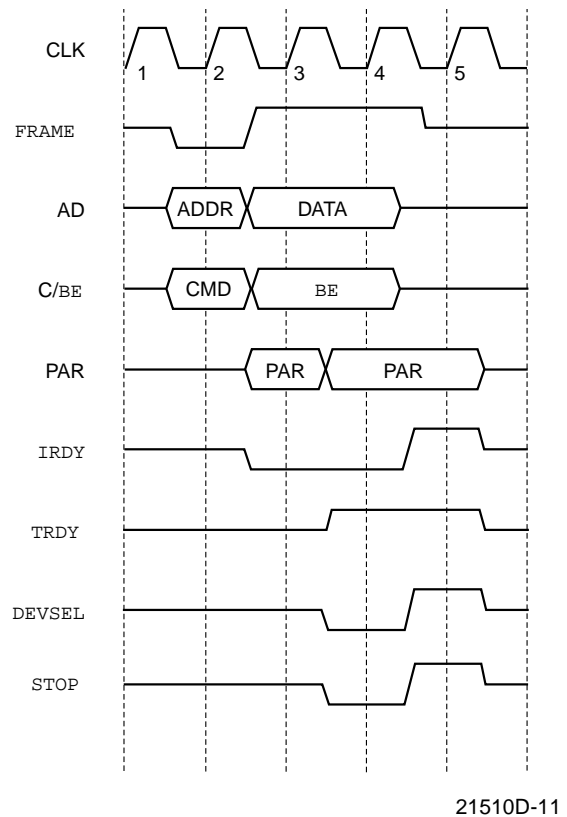 CLK
1 2 3 4 5
FRAME
AD ADDR DATA
C/BE CMD BE
PAR PAR PAR
IRDY
TRDY
DEVSEL
STOP
21510D-11